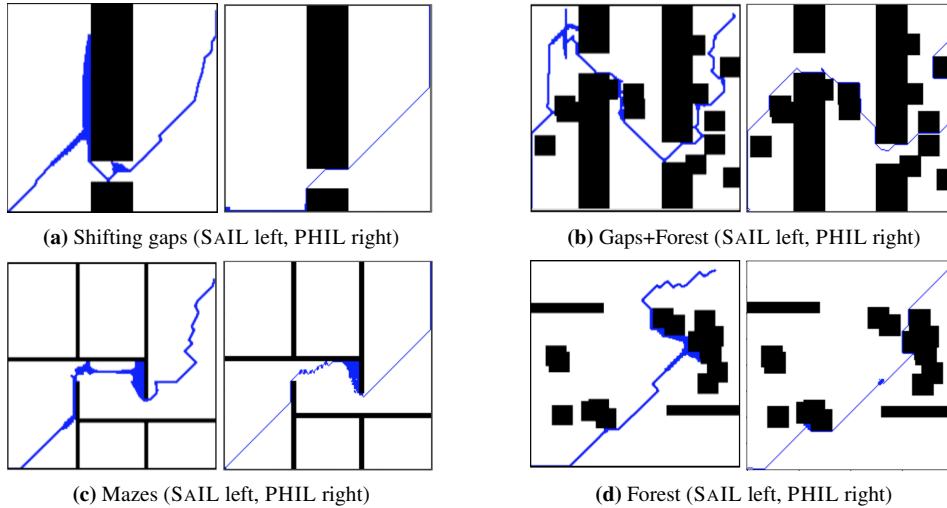 (a) Shifting gaps (SAIL left, PHIL right)
(b) Gaps+Forest (SAIL left, PHIL right)
(c) Mazes (SAIL left, PHIL right)
(d) Forest (SAIL left, PHIL right)